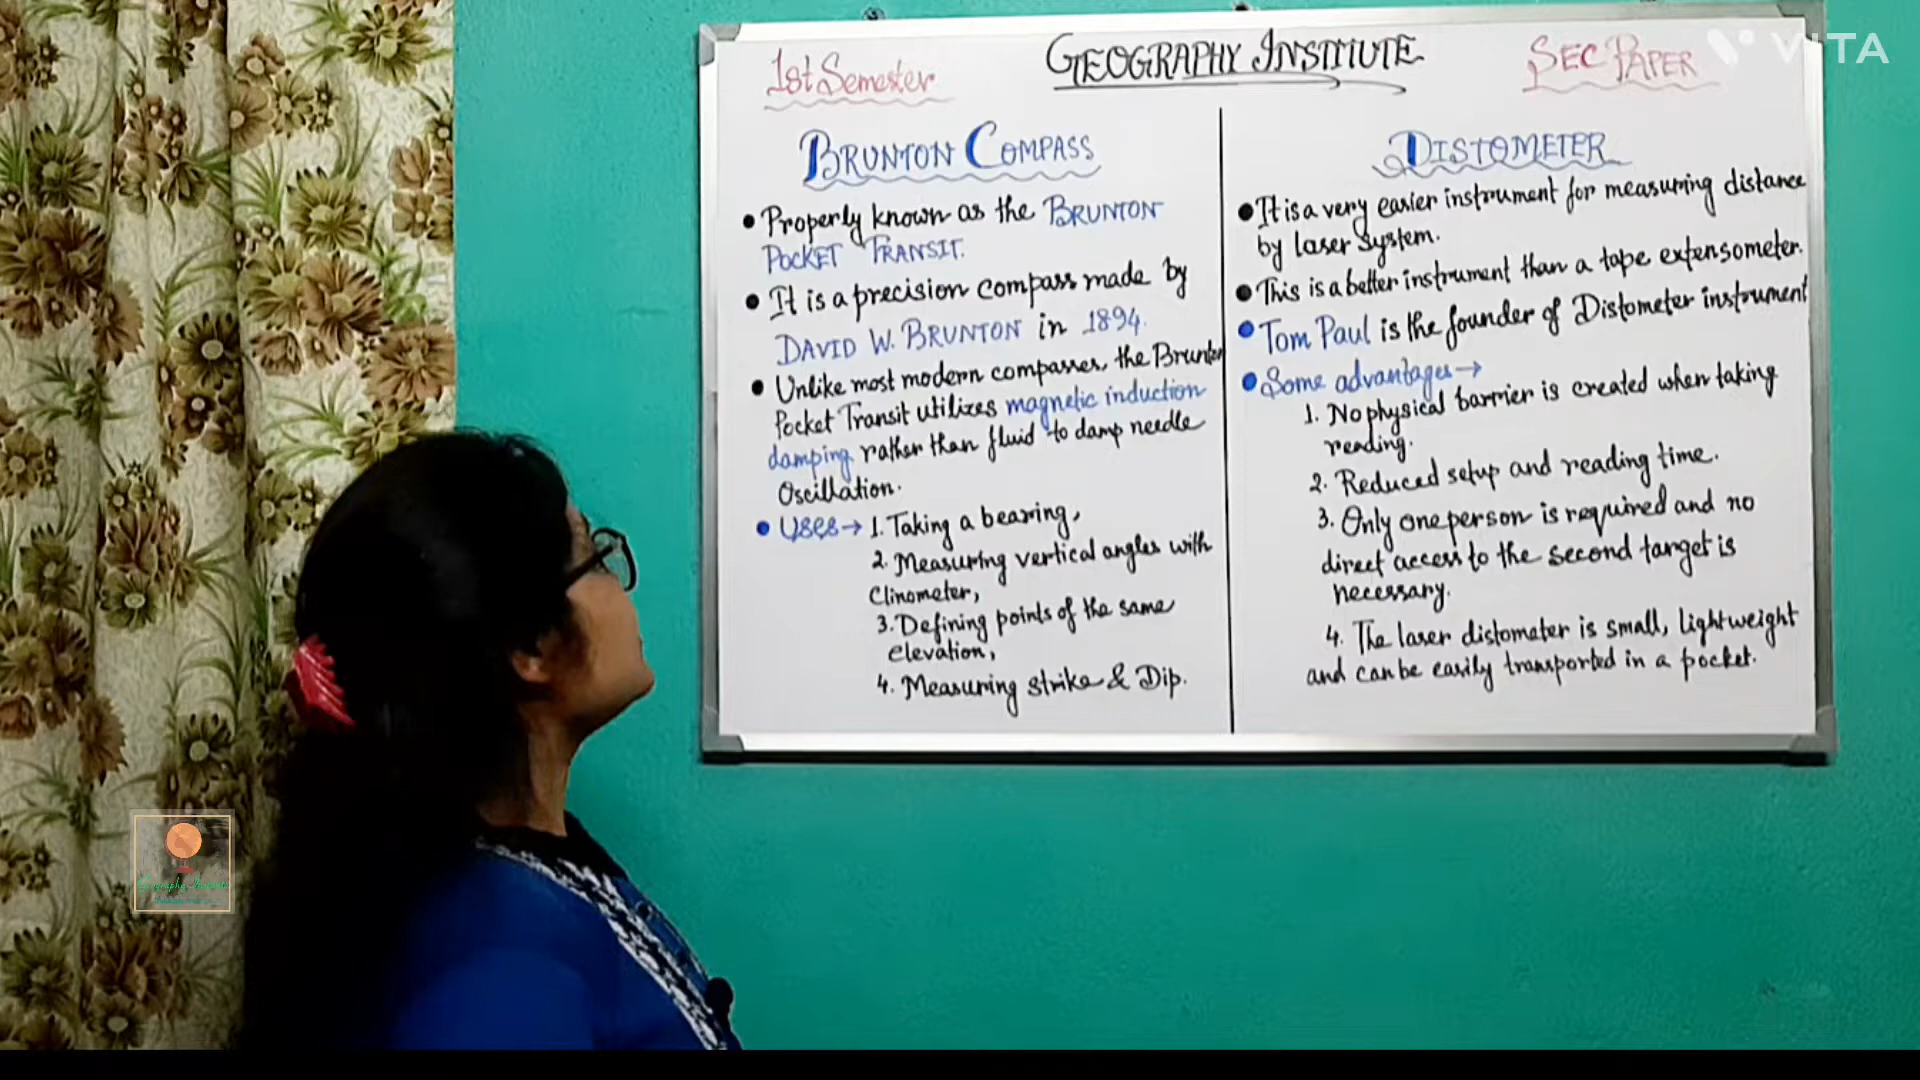 1st Semester
GEOGRAPHY INSTITUTE
SEC PAPER
VITA
BRUNTON COMPASS
• Properly known as the BRUNTON
POCKET TRANSIT.
• It is a precision compass made by
DAVID W. BRUNTON in 1894.
• Unlike most modern compasses, the Brunton
Pocket Transit utilizes magnetic induction
damping rather than fluid to damp needle
Oscillation.
• Uses → 1. Taking a bearing,
2. Measuring vertical angles with
Clinometer,
3. Defining points of the same
elevation,
4. Measuring strike & Dip.
DISTOMETER
• It is a very easier instrument for measuring distance
by laser system.
• This is a better instrument than a tape extensometer.
• Tom Paul is the founder of Distometer instrument
• Some advantages →
1. No physical barrier is created when taking
reading.
2. Reduced setup and reading time.
3. Only one person is required and no
direct access to the second target is
necessary.
4. The laser distometer is small, lightweight
and can be easily transported in a pocket.